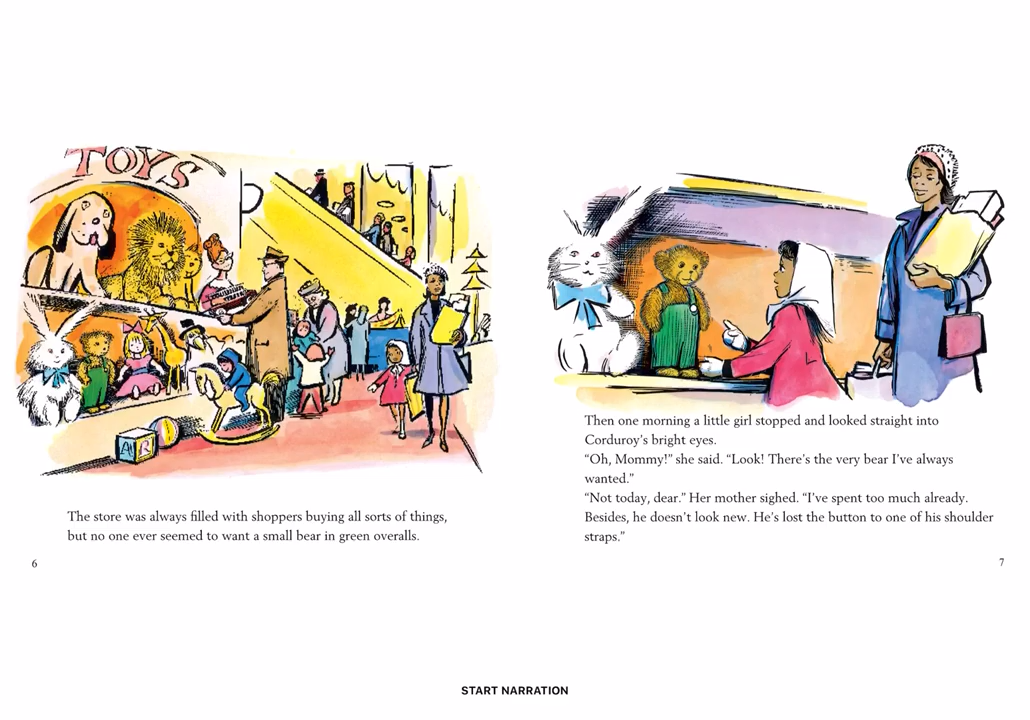 TOYS
A B
The store was always filled with shoppers buying all sorts of things,
but no one ever seemed to want a small bear in green overalls.
6
Then one morning a little girl stopped and looked straight into
Corduroy’s bright eyes.
“Oh, Mommy!” she said. “Look! There’s the very bear I’ve always
wanted.”
“Not today, dear.” Her mother sighed. “I’ve spent too much already.
Besides, he doesn’t look new. He’s lost the button to one of his shoulder
straps.”
7
START NARRATION